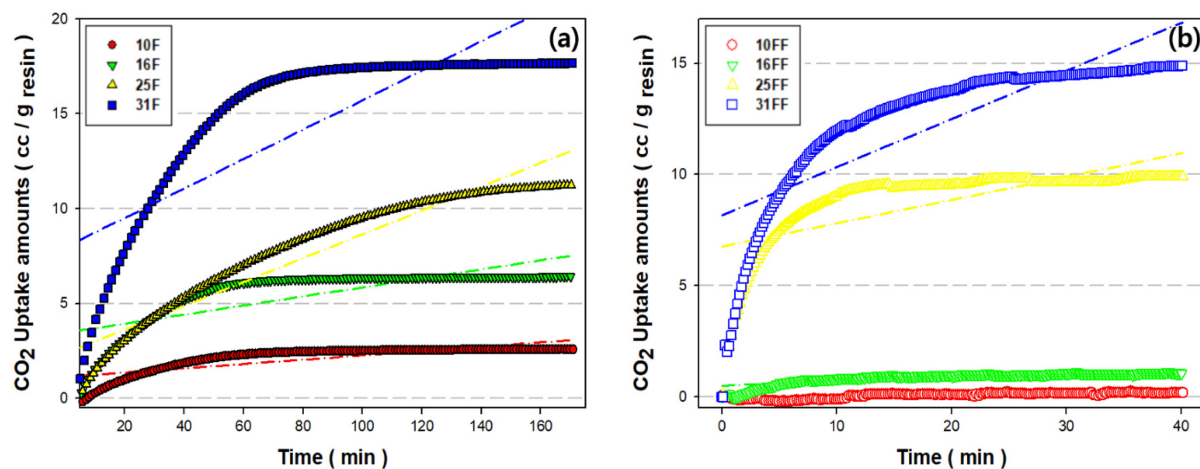 (a)
CO2 Uptake amounts ( cc / g resin )
20
15
10
5
0
10F
16F
25F
31F
20 40 60 80 100 120 140 160
Time ( min )
(b)
CO2 Uptake amounts ( cc / g resin )
15
10
5
0
10FF
16FF
25FF
31FF
0 10 20 30 40
Time ( min )